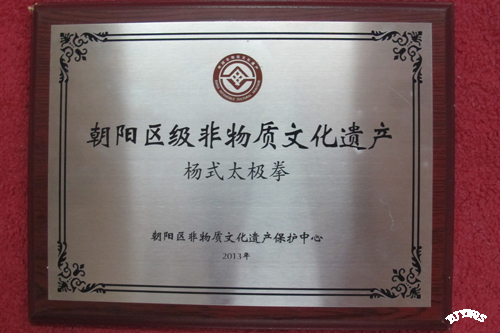 朝阳区级非物质文化遗产
杨式太极拳
朝阳区非物质文化遗产保护中心
2013年